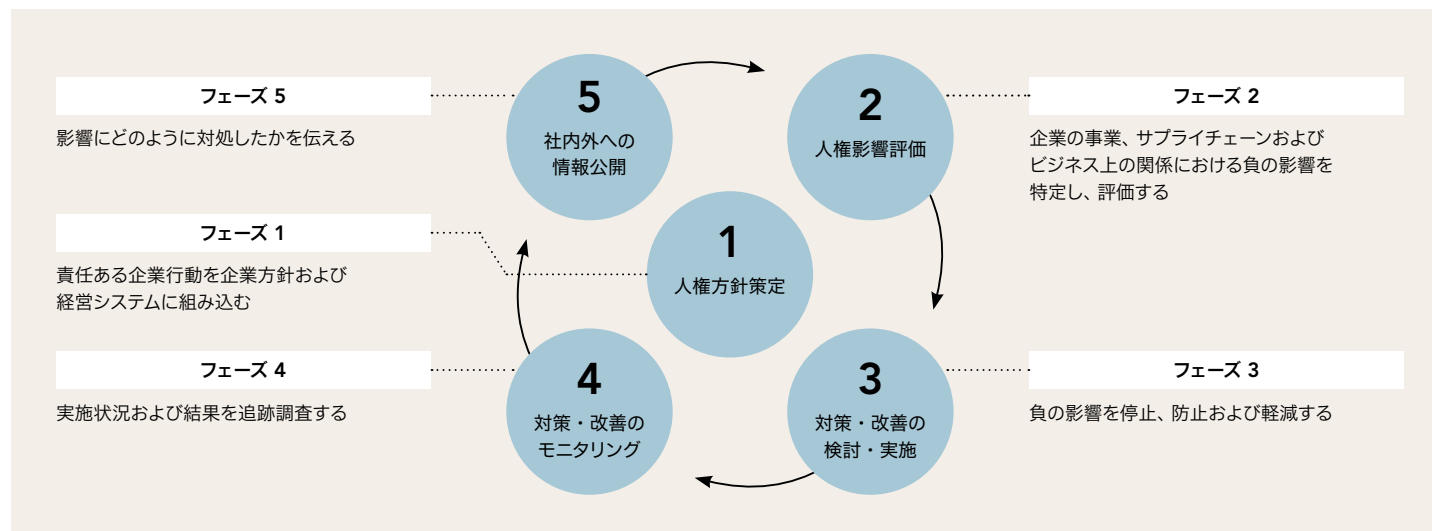 フェーズ 5
影響にどのように対処したかを伝える
フェーズ 1
責任ある企業行動を企業方針および
経営システムに組み込む
フェーズ 4
実施状況および結果を追跡調査する
5
社内外への
情報公開
2
人権影響評価
1
人権方針策定
4
対策・改善の
モニタリング
3
対策・改善の
検討・実施
フェーズ 2
企業の事業、サプライチェーンおよび
ビジネス上の関係における負の影響を
特定し、評価する
フェーズ 3
負の影響を停止、防止および軽減する